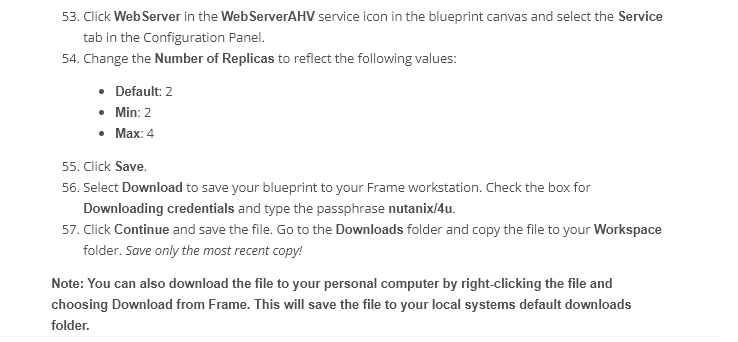 53. Click WebServer in the WebServerAHV service icon in the blueprint canvas and select the Service
tab in the Configuration Panel.
54. Change the Number of Replicas to reflect the following values:
• Default: 2
• Min: 2
• Max: 4
55. Click Save.
56. Select Download to save your blueprint to your Frame workstation. Check the box for
Downloading credentials and type the passphrase nutanix/4u.
57. Click Continue and save the file. Go to the Downloads folder and copy the file to your Workspace
folder. Save only the most recent copy!
Note: You can also download the file to your personal computer by right-clicking the file and
choosing Download from Frame. This will save the file to your local systems default downloads
folder.